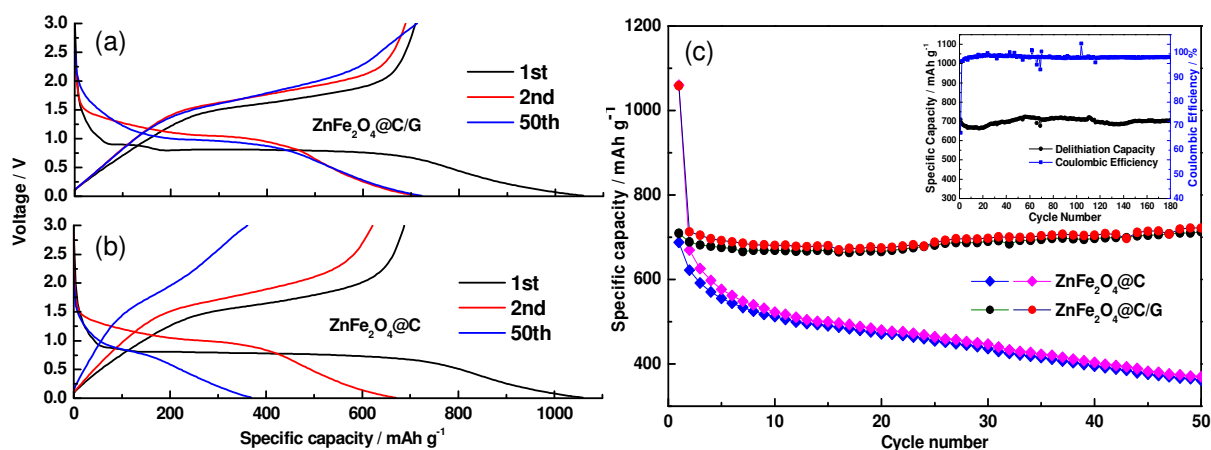 (a)
3.0
2.5
2.0
1.5
1.0
0.5
0.0
1st
2nd
50th
ZnFe₂O₄@C/G
Voltage / V
(b)
3.0
2.5
2.0
1.5
1.0
0.5
0.0
1st
2nd
50th
ZnFe₂O₄@C
0 200 400 600 800 1000
Specific capacity / mAh g⁻¹
(c)
1200
1000
800
600
400
Specific capacity / mAh g⁻¹
ZnFe₂O₄@C
ZnFe₂O₄@C/G
0 10 20 30 40 50
Cycle number
1100
1000
900
800
700
600
500
400
300
Specific Capacity / mAh g⁻¹
Delithiation Capacity
Coulombic Efficiency
100
90
80
70
60
50
40
Coulombic Efficiency / %
0 20 40 60 80 100 120 140 160 180
Cycle Number